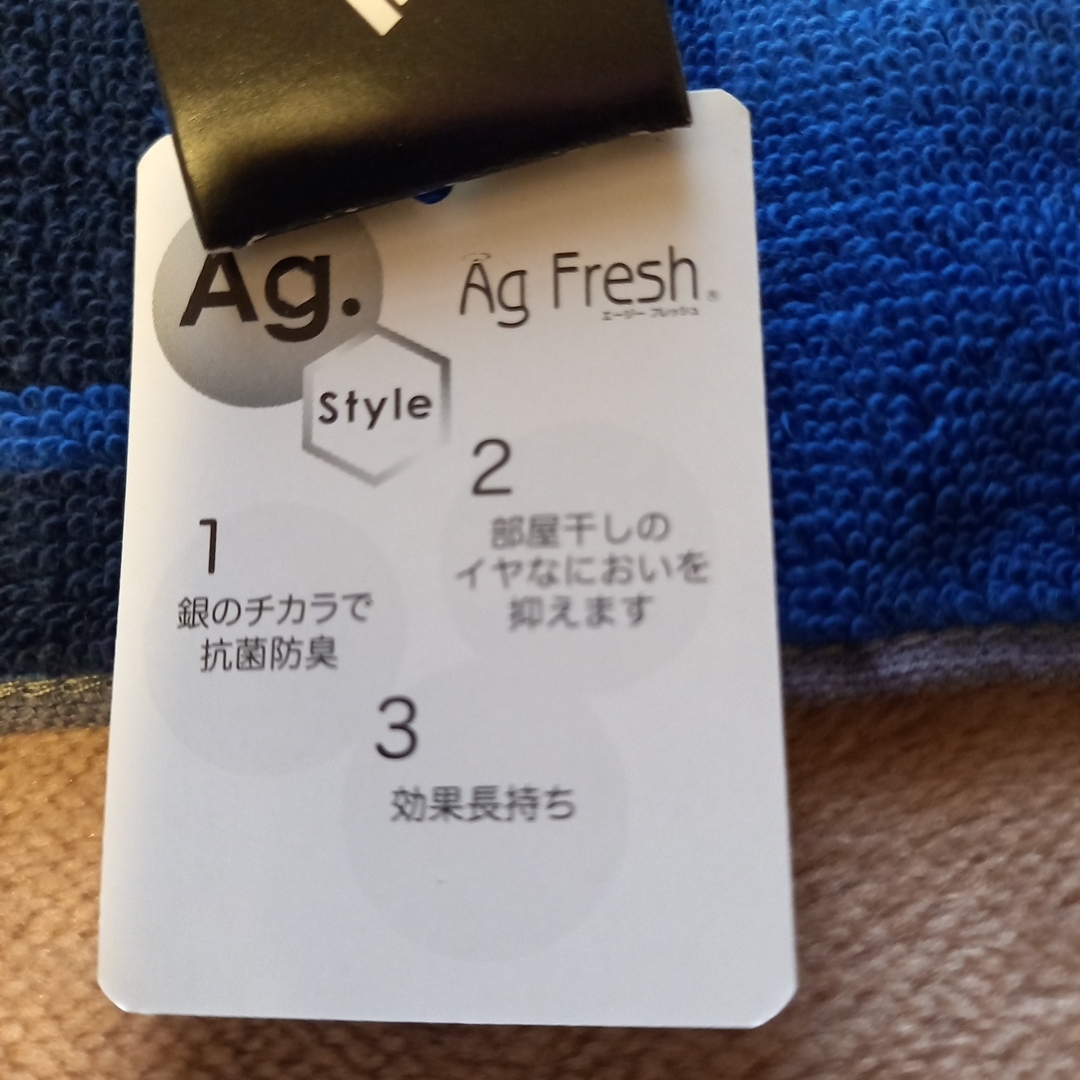 Ag.
Style
Ag Fresh®
エージー フレッシュ
1
銀のチカラで
抗菌防臭
2
部屋干しの
イヤなにおいを
抑えます
3
効果長持ち